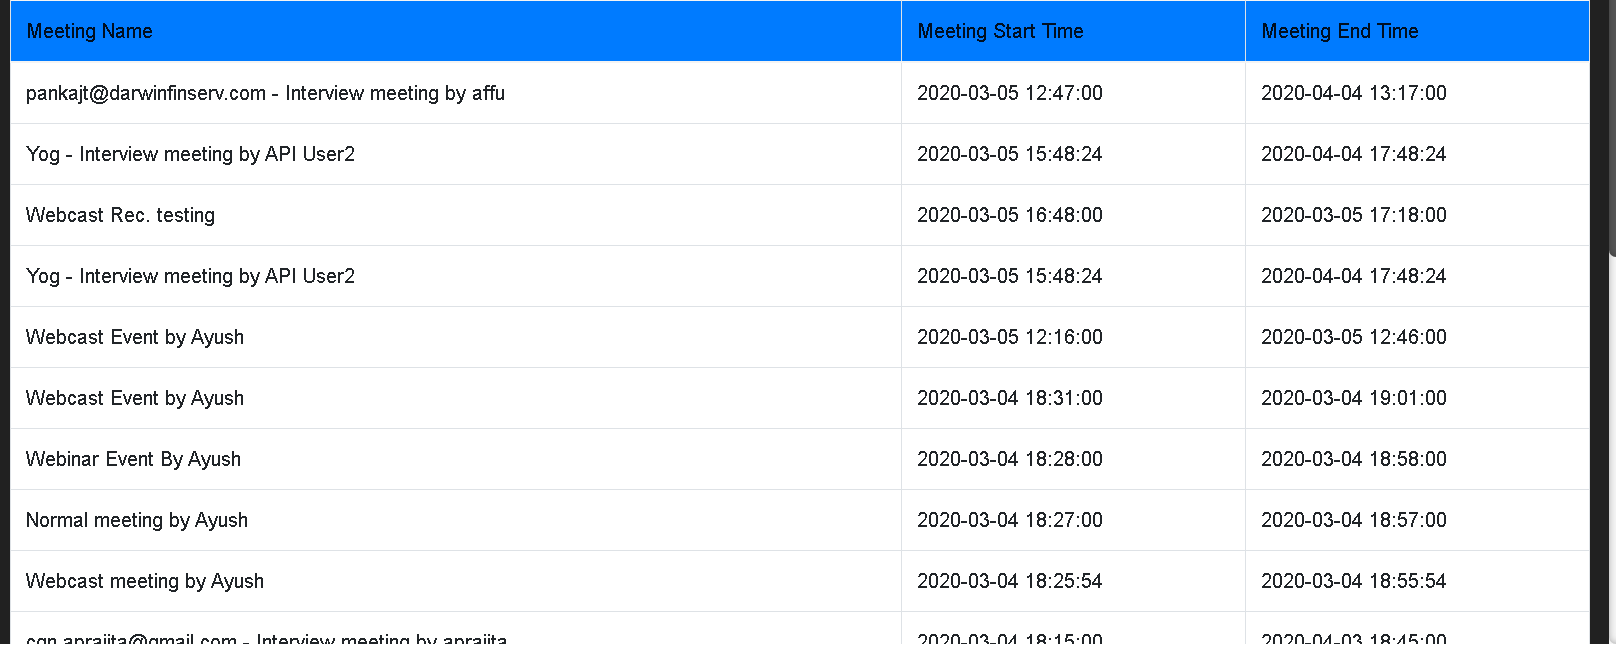 Meeting Name Meeting Start Time Meeting End Time
pankajt@darwinfinserv.com - Interview meeting by affu 2020-03-05 12:47:00 2020-04-04 13:17:00
Yog - Interview meeting by API User2 2020-03-05 15:48:24 2020-04-04 17:48:24
Webcast Rec. testing 2020-03-05 16:48:00 2020-03-05 17:18:00
Yog - Interview meeting by API User2 2020-03-05 15:48:24 2020-04-04 17:48:24
Webcast Event by Ayush 2020-03-05 12:16:00 2020-03-05 12:46:00
Webcast Event by Ayush 2020-03-04 18:31:00 2020-03-04 19:01:00
Webinar Event By Ayush 2020-03-04 18:28:00 2020-03-04 18:58:00
Normal meeting by Ayush 2020-03-04 18:27:00 2020-03-04 18:57:00
Webcast meeting by Ayush 2020-03-04 18:25:54 2020-03-04 18:55:54
cgn.aprajita@gmail.com - Interview meeting by aprajita 2020-03-04 18:15:00 2020-04-03 18:45:00